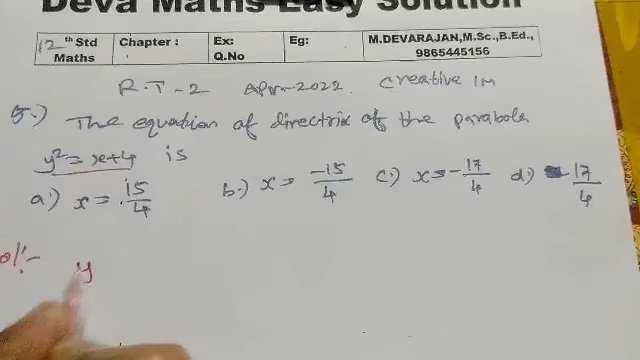 Deva Maths Easy Solution
12th Std Maths Chapter : Ex: Q.No Eg: M.DEVARAJAN,M.Sc.,B.Ed., 9865445156
R.T-2 Apr-2022. Creative 1M
5.) The equation of directrix of the parabola
y² = x+4 is
a.) x = 15/4 b.) x = -15/4 c.) x = -17/4 d.) 17/4
ol:-
y